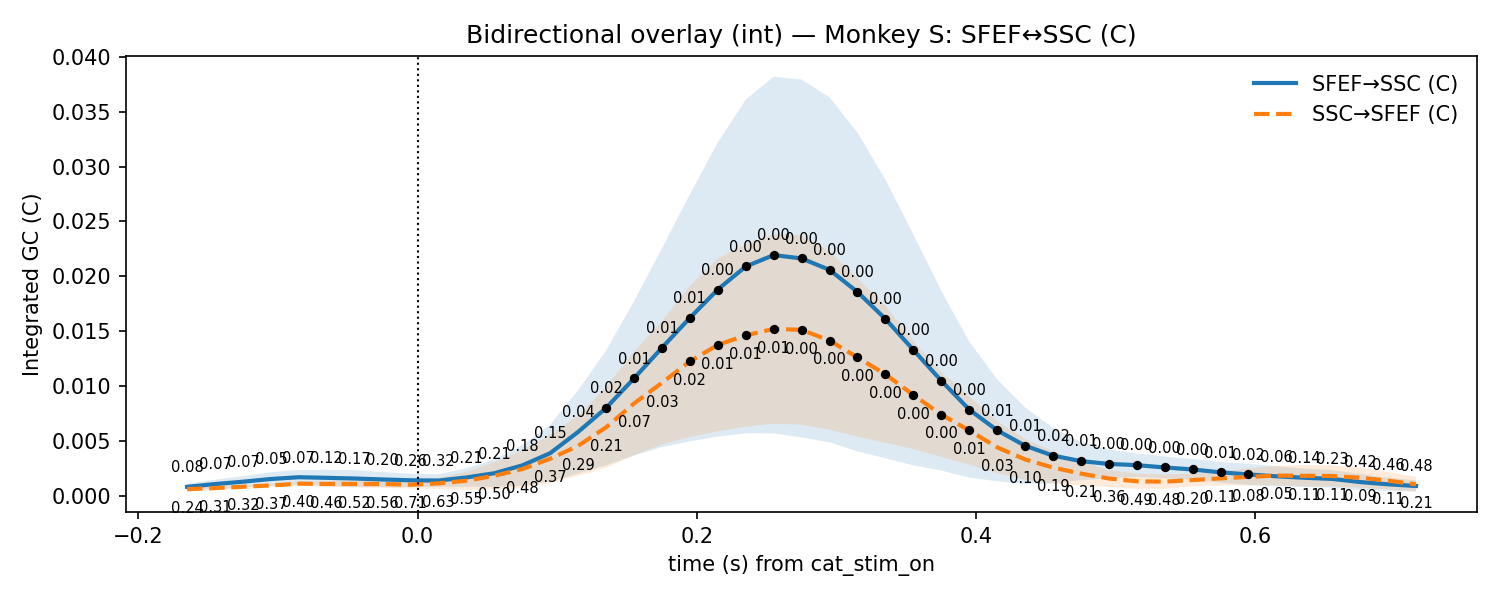 Bidirectional overlay (int) — Monkey S: SFEF↔SSC (C)
Integrated GC (C)
0.040
0.035
0.030
0.025
0.020
0.015
0.010
0.005
0.000
SFEF→SSC (C)
SSC→SFEF (C)
0.08 0.07 0.07 0.05 0.07 0.12 0.17 0.20 0.26 0.32 0.21 0.21 0.18 0.15 0.04 0.02 0.01 0.01 0.01 0.00 0.00 0.00 0.00 0.00 0.00 0.00 0.00 0.00 0.00 0.01 0.01 0.02 0.01 0.00 0.00 0.00 0.00 0.01 0.02 0.06 0.14 0.23 0.42 0.46 0.48
0.24 0.31 0.32 0.37 0.40 0.46 0.52 0.56 0.71 0.63 0.55 0.50 0.48 0.37 0.29 0.21 0.07 0.03 0.02 0.01 0.01 0.01 0.00 0.00 0.00 0.00 0.00 0.00 0.01 0.03 0.10 0.19 0.21 0.36 0.49 0.48 0.20 0.11 0.08 0.05 0.11 0.11 0.09 0.11 0.21
−0.2 0.0 0.2 0.4 0.6
time (s) from cat_stim_on